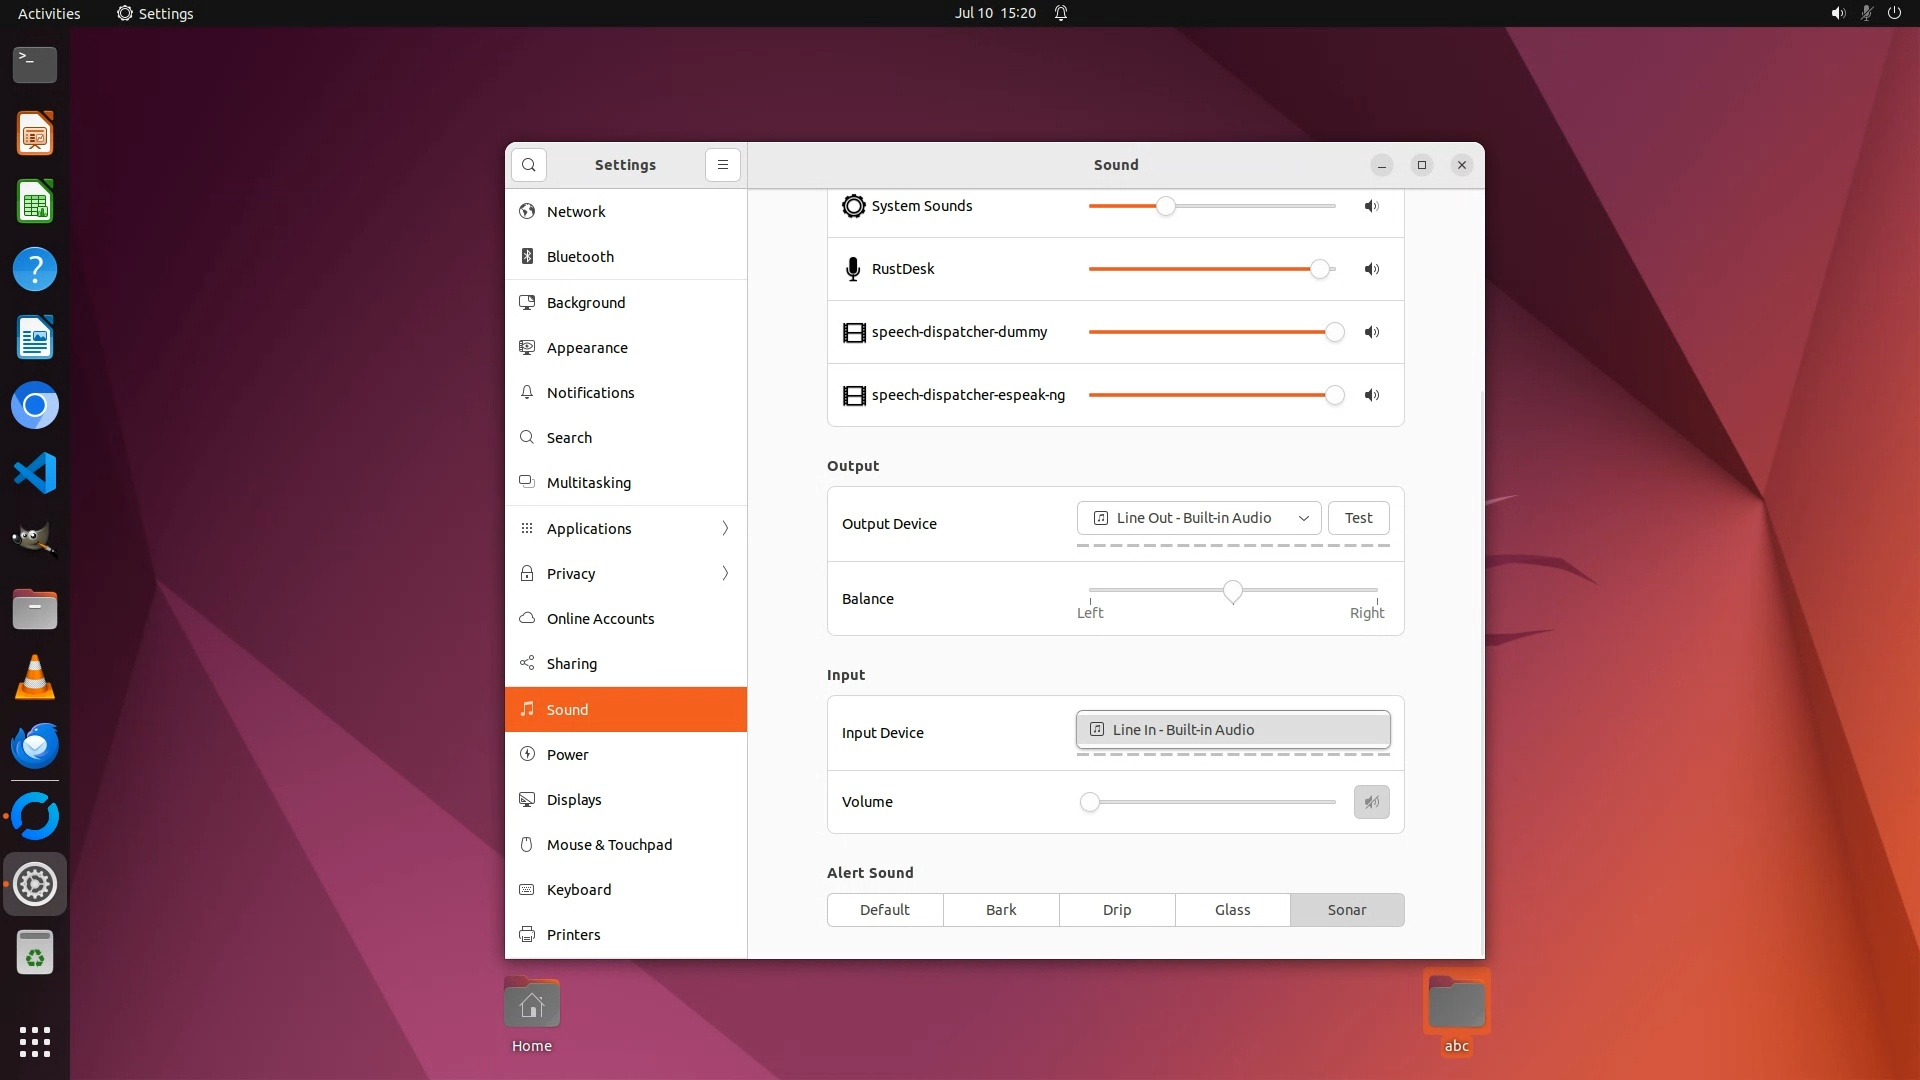 Activities
Settings
Jul 10 15:20
>_
?
Settings
Sound
Network
Bluetooth
Background
Appearance
Notifications
Search
Multitasking
Applications
Privacy
Online Accounts
Sharing
Sound
Power
Displays
Mouse & Touchpad
Keyboard
Printers
System Sounds
RustDesk
speech-dispatcher-dummy
speech-dispatcher-espeak-ng
Output
Output Device
Line Out - Built-in Audio
Test
Balance
Left
Right
Input
Input Device
Line In - Built-in Audio
Volume
Alert Sound
Default
Bark
Drip
Glass
Sonar
Home
abc